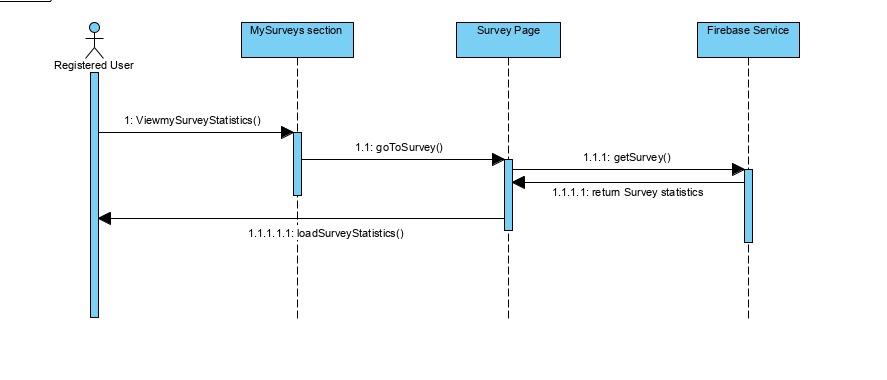 MySurveys section
Survey Page
Firebase Service
Registered User
1: ViewmySurveyStatistics()
1.1: goToSurvey()
1.1.1: getSurvey()
1.1.1.1: return Survey statistics
1.1.1.1.1: loadSurveyStatistics()